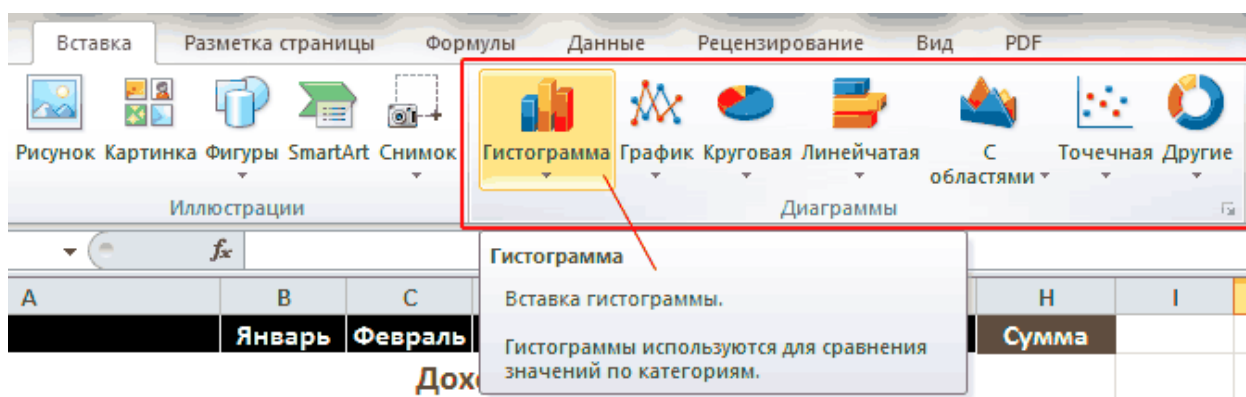 Вставка Разметка страницы Формулы Данные Рецензирование Вид PDF
Рисунок Картинка Фигуры SmartArt Снимок Гистограмма График Круговая Линейчатая С областями Точечная Другие
Иллюстрации Диаграммы
fx
Гистограмма
Вставка гистограммы.
Гистограммы используются для сравнения
значений по категориям.
A B C H I
Январь Февраль Сумма